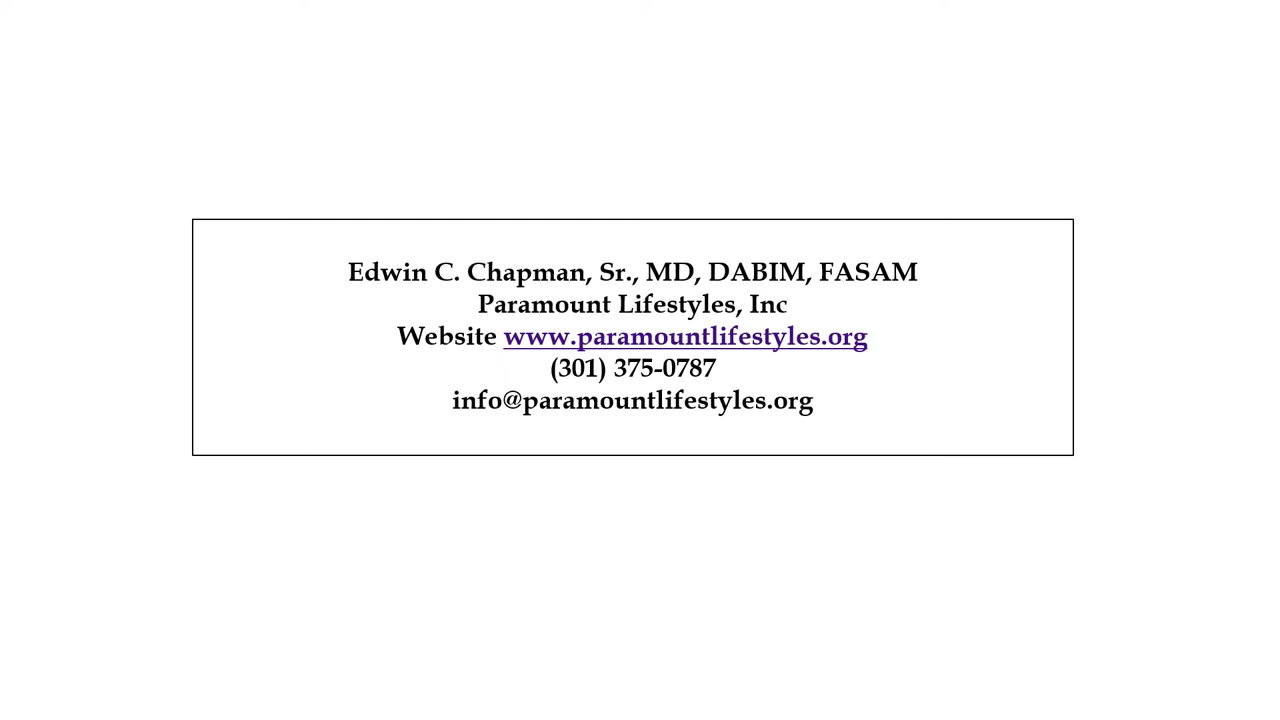 Edwin C. Chapman, Sr., MD, DABIM, FASAM
Paramount Lifestyles, Inc
Website www.paramountlifestyles.org
(301) 375-0787
info@paramountlifestyles.org